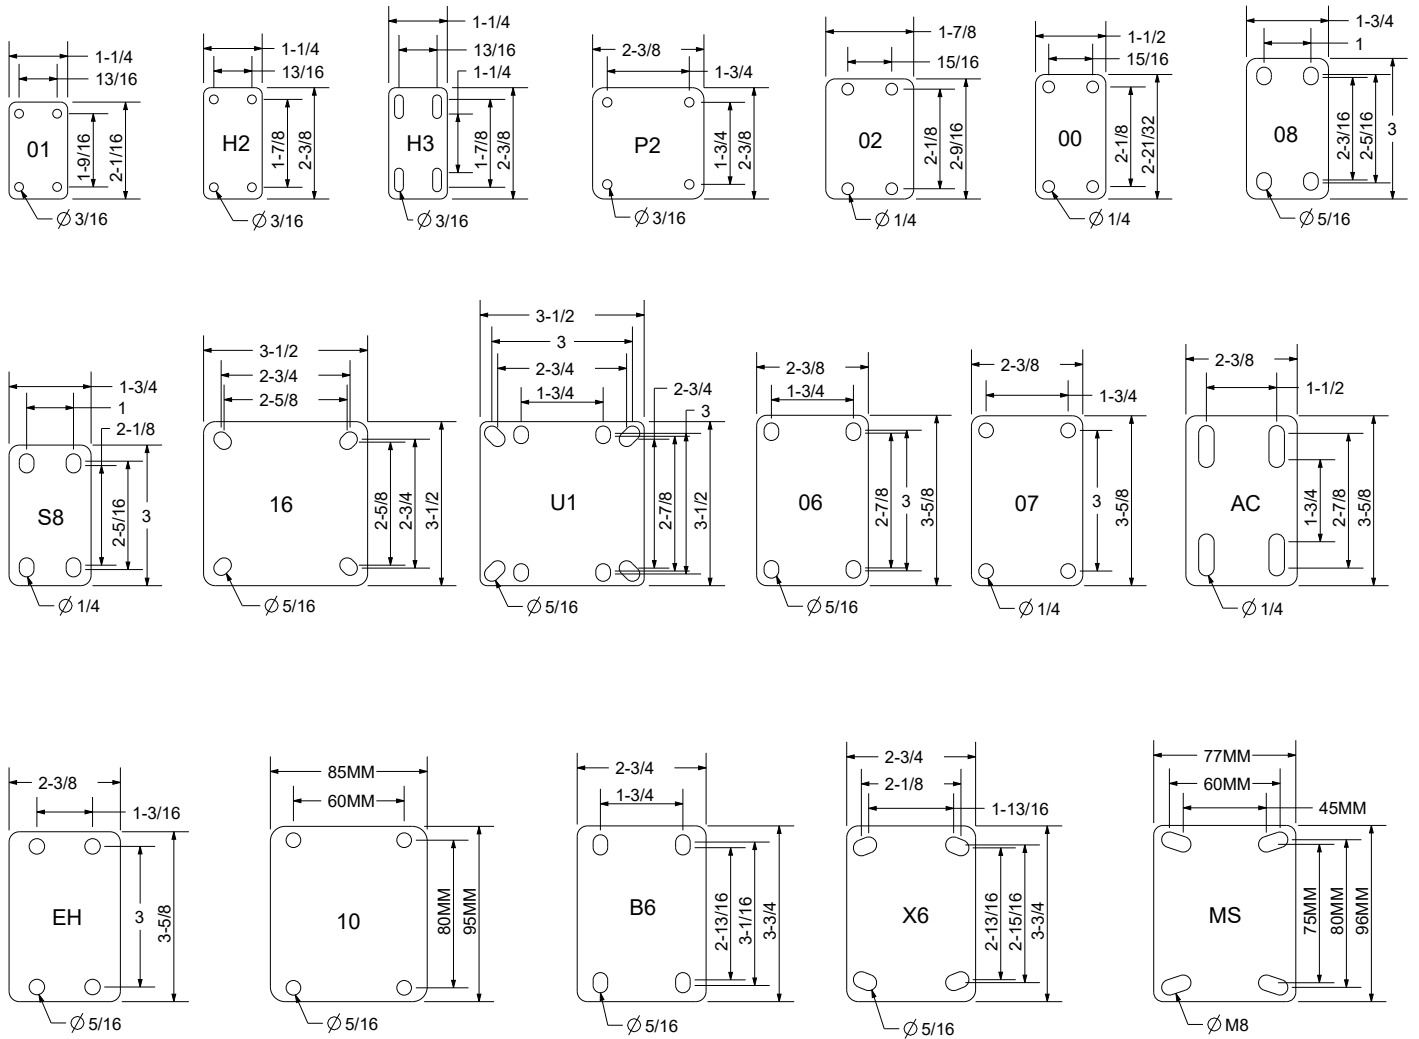 1-1/4
13/16
01
1-9/16
2-1/16
Ø 3/16
1-1/4
13/16
H2
1-7/8
2-3/8
Ø 3/16
1-1/4
13/16
1-1/4
H3
1-7/8
2-3/8
Ø 3/16
2-3/8
1-3/4
P2
1-3/4
2-3/8
Ø 3/16
1-7/8
15/16
02
2-1/8
2-9/16
Ø 1/4
1-1/2
15/16
00
2-1/8
2-21/32
Ø 1/4
1-3/4
1
08
2-3/16
2-5/16
3
Ø 5/16
1-3/4
1
2-1/8
S8
2-5/16
3
Ø 1/4
3-1/2
2-3/4
2-5/8
16
2-5/8
2-3/4
3-1/2
Ø 5/16
3-1/2
3
2-3/4
1-3/4
2-3/4
3
U1
2-7/8
3-1/2
Ø 5/16
2-3/8
1-3/4
06
2-7/8
3
3-5/8
Ø 5/16
2-3/8
1-3/4
07
3
3-5/8
Ø 1/4
2-3/8
1-1/2
AC
1-3/4
2-7/8
3-5/8
Ø 1/4
2-3/8
1-3/16
EH
3
3-5/8
Ø 5/16
85MM
60MM
10
80MM
95MM
Ø 5/16
2-3/4
1-3/4
B6
2-13/16
3-1/16
3-3/4
Ø 5/16
2-3/4
2-1/8
1-13/16
X6
2-13/16
2-15/16
3-3/4
Ø 5/16
77MM
60MM
45MM
MS
75MM
80MM
96MM
Ø M8